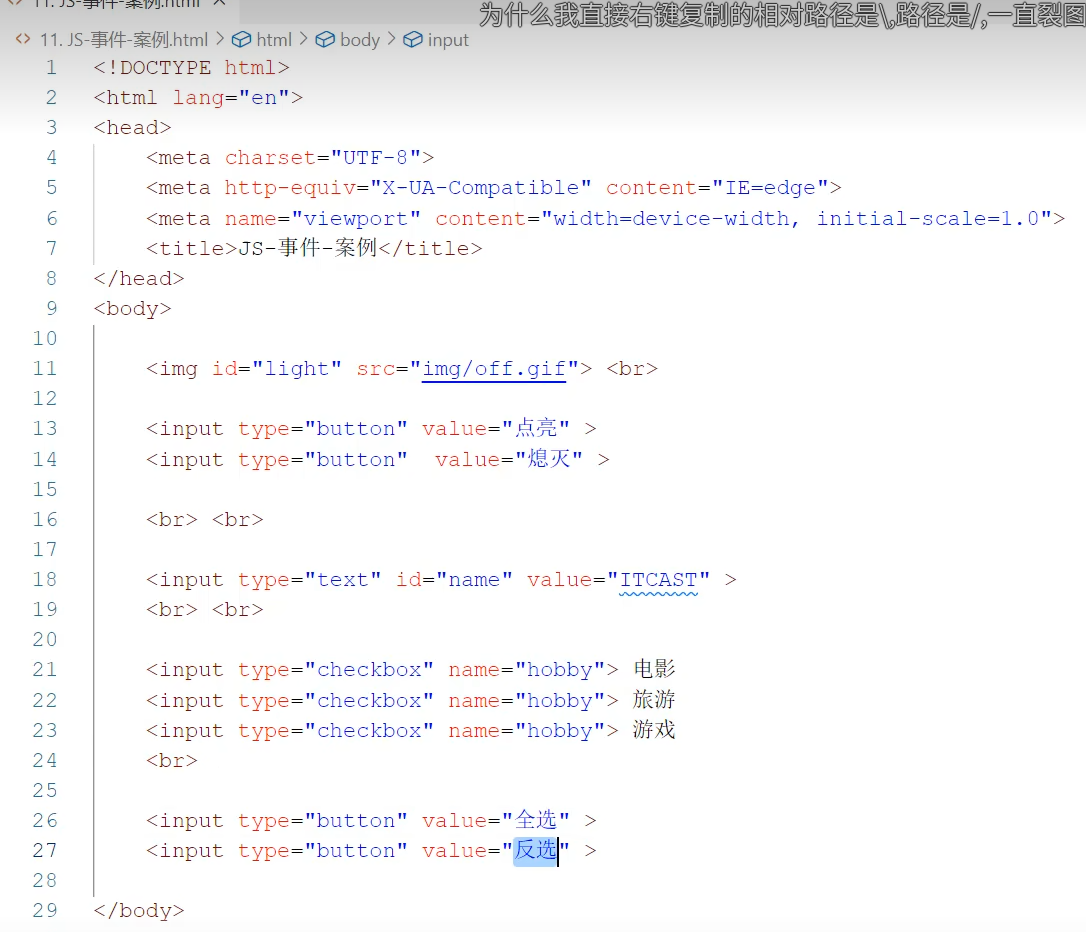 11. JS-事件-案例.html ×
为什么我直接右键复制的相对路径是\,路径是/,一直裂图
<> 11. JS-事件-案例.html > html > body > input
1 <!DOCTYPE html>
2 <html lang="en">
3 <head>
4 <meta charset="UTF-8">
5 <meta http-equiv="X-UA-Compatible" content="IE=edge">
6 <meta name="viewport" content="width=device-width, initial-scale=1.0">
7 <title>JS-事件-案例</title>
8 </head>
9 <body>
10
11 <img id="light" src="img/off.gif"> <br>
12
13 <input type="button" value="点亮" >
14 <input type="button"  value="熄灭" >
15
16 <br> <br>
17
18 <input type="text" id="name" value="ITCAST" >
19 <br> <br>
20
21 <input type="checkbox" name="hobby"> 电影
22 <input type="checkbox" name="hobby"> 旅游
23 <input type="checkbox" name="hobby"> 游戏
24 <br>
25
26 <input type="button" value="全选" >
27 <input type="button" value="反选" >
28
29 </body>